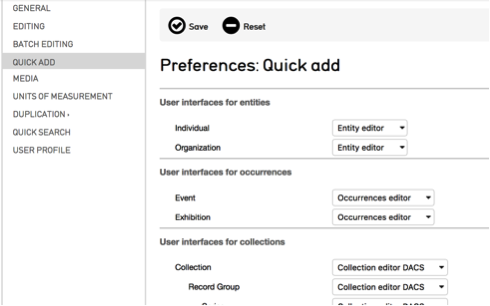 GENERAL
EDITING
BATCH EDITING
QUICK ADD
MEDIA
UNITS OF MEASUREMENT
DUPLICATION ›
QUICK SEARCH
USER PROFILE
Save Reset
Preferences: Quick add
User interfaces for entities
Individual Entity editor
Organization Entity editor
User interfaces for occurrences
Event Occurrences editor
Exhibition Occurrences editor
User interfaces for collections
Collection Collection editor DACS
Record Group Collection editor DACS